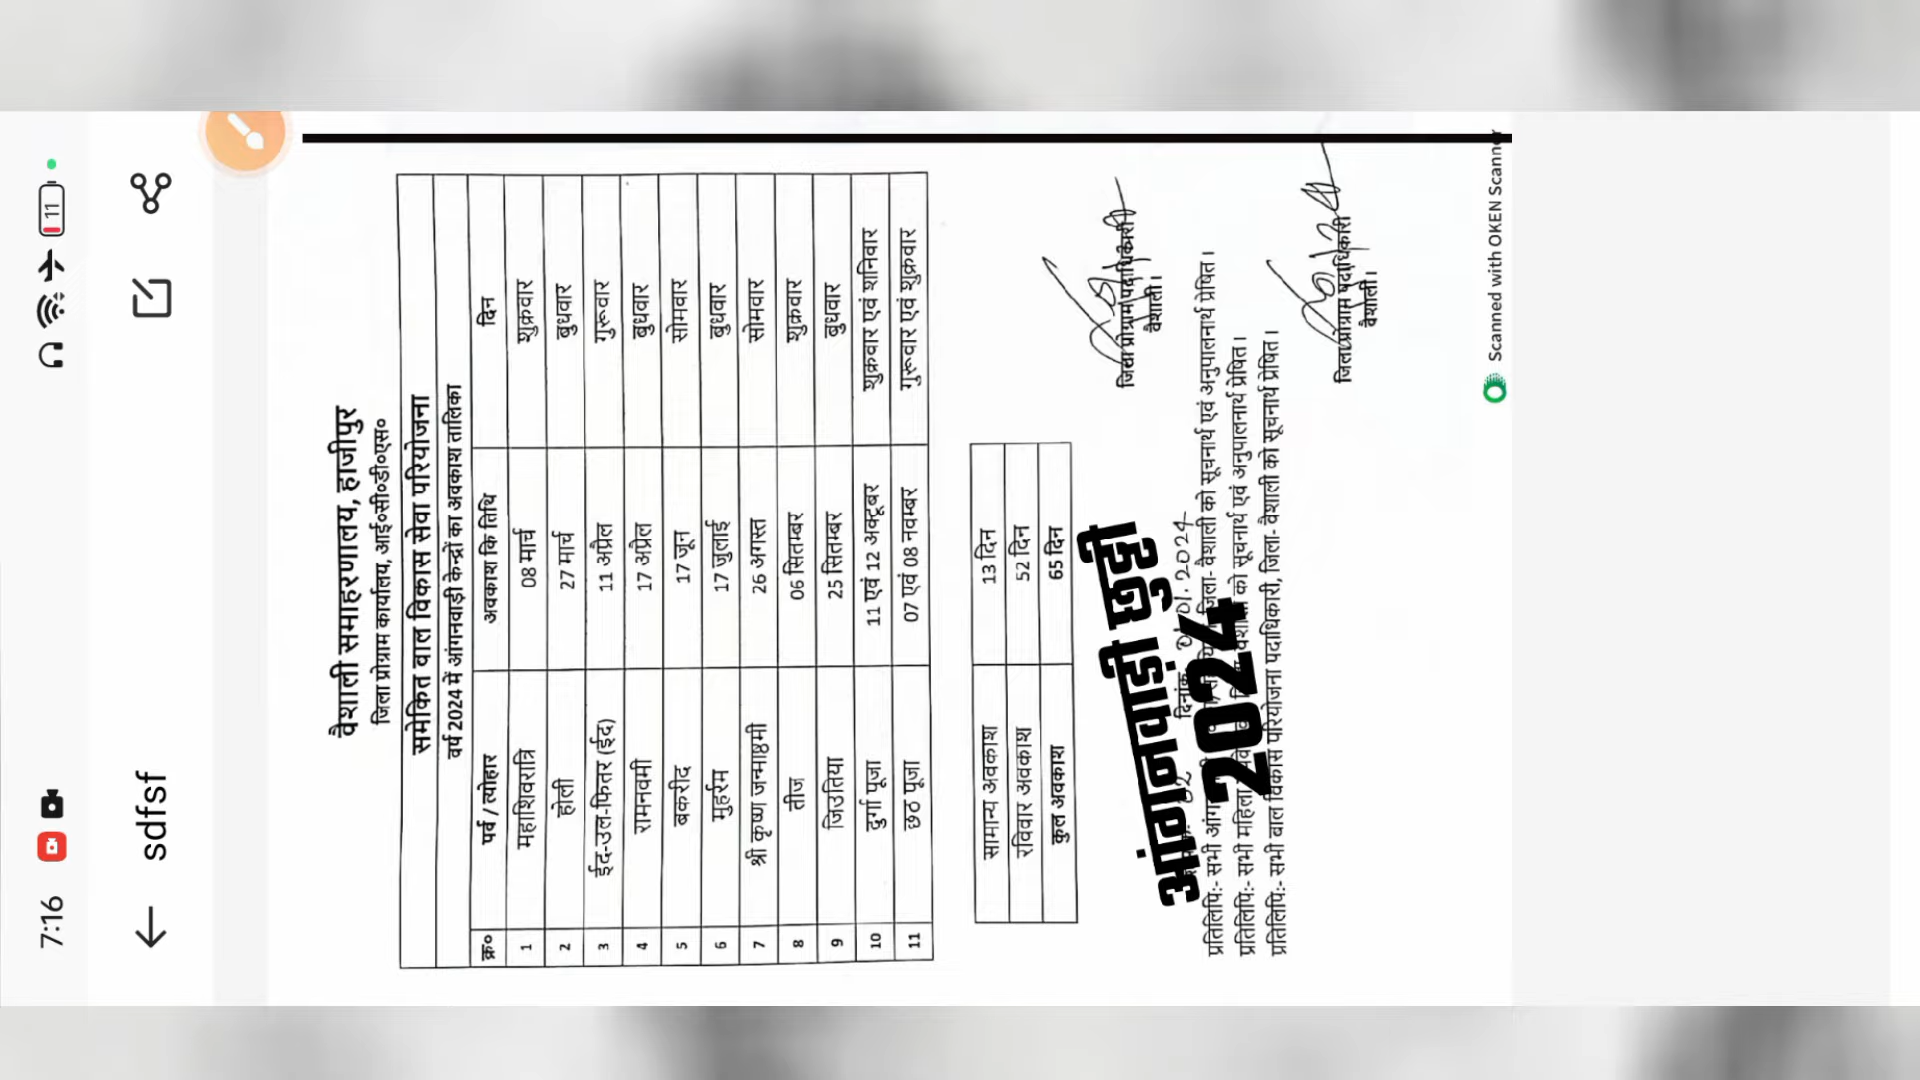 7:16
11
sdfsf
वैशाली समाहरणालय, हाजीपुर
जिला प्रोग्राम कार्यालय, आई०सी०डी०एस०
समेकित वाल विकास सेवा परियोजना
वर्ष 2024 में आंगनवाड़ी केन्द्रों का अवकाश तालिका
क्र० पर्व / त्योहार अवकाश कि तिथि दिन
1 महाशिवरात्रि 08 मार्च शुक्रवार
2 होली 27 मार्च बुधवार
3 ईद-उल-फितर (ईद) 11 अप्रैल गुरूवार
4 रामनवमी 17 अप्रैल बुधवार
5 बकरीद 17 जून सोमवार
6 मुहर्रम 17 जुलाई बुधवार
7 श्री कृष्ण जन्माष्ठमी 26 अगस्त सोमवार
8 तीज 06 सितम्बर शुक्रवार
9 जिउतिया 25 सितम्बर बुधवार
10 दुर्गा पूजा 11 एवं 12 अक्टूबर शुक्रवार एवं शनिवार
11 छठ पूजा 07 एवं 08 नवम्बर गुरूवार एवं शुक्रवार
सामान्य अवकाश 13 दिन
रविवार अवकाश 52 दिन
कुल अवकाश 65 दिन
जिला प्रोग्राम पदाधिकारी
वैशाली।
आंगनवाड़ी छुट्टी
2024
दिनांक 01.2024
प्रतिलिपि:- सभी जिला- वैशाली को सूचनार्थ एवं अनुपालनार्थ प्रेषित।
प्रतिलिपि:- सभी महिला को सूचनार्थ एवं अनुपालनार्थ प्रेषित।
प्रतिलिपि:- सभी बाल विकास परियोजना पदाधिकारी, जिला- वैशाली को सूचनार्थ प्रेषित।
जिला प्रोग्राम पदाधिकारी
वैशाली।
Scanned with OKEN Scanner